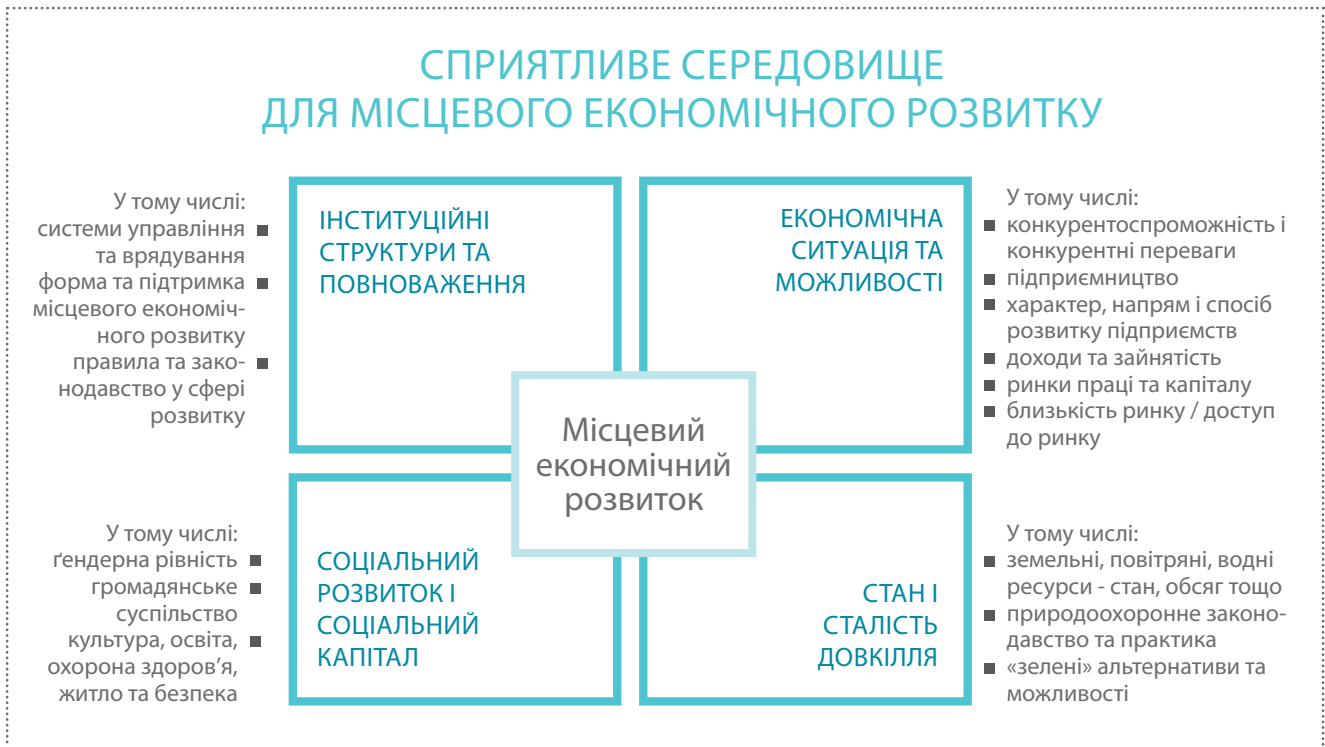 СПРИЯТЛИВЕ СЕРЕДОВИЩЕ
ДЛЯ МІСЦЕВОГО ЕКОНОМІЧНОГО РОЗВИТКУ
У тому числі:
системи управління ■
та врядування
форма та підтримка ■
місцевого економіч-
ного розвитку
правила та зако- ■
нодавство у сфері
розвитку
ІНСТИТУЦІЙНІ
СТРУКТУРИ ТА
ПОВНОВАЖЕННЯ
ЕКОНОМІЧНА
СИТУАЦІЯ ТА
МОЖЛИВОСТІ
У тому числі:
■ конкурентоспроможність і
конкурентні переваги
■ підприємництво
■ характер, напрям і спосіб
розвитку підприємств
■ доходи та зайнятість
■ ринки праці та капіталу
■ близькість ринку / доступ
до ринку
Місцевий
економічний
розвиток
У тому числі:
ґендерна рівність ■
громадянське ■
суспільство
культура, освіта, ■
охорона здоров’я,
житло та безпека
СОЦІАЛЬНИЙ
РОЗВИТОК І
СОЦІАЛЬНИЙ
КАПІТАЛ
СТАН І
СТАЛІСТЬ
ДОВКІЛЛЯ
У тому числі:
■ земельні, повітряні, водні
ресурси - стан, обсяг тощо
■ природоохоронне законо-
давство та практика
■ «зелені» альтернативи та
можливості